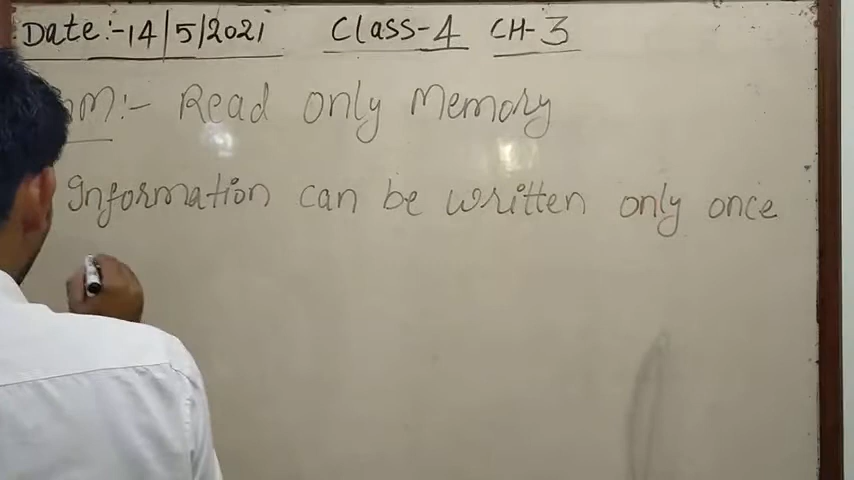 Date:-14/5/2021 Class-4 CH-3
M:- Read only Memory
Information can be written only once